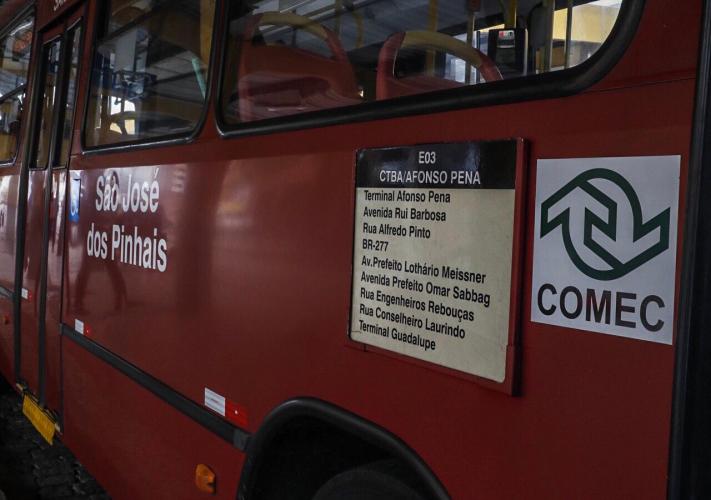 São José
dos Pinhais
E03
CTBA/AFONSO PENA
Terminal Afonso Pena
Avenida Rui Barbosa
Rua Alfredo Pinto
BR-277
Av.Prefeito Lothário Meissner
Avenida Prefeito Omar Sabbag
Rua Engenheiros Rebouças
Rua Conselheiro Laurindo
Terminal Guadalupe
COMEC